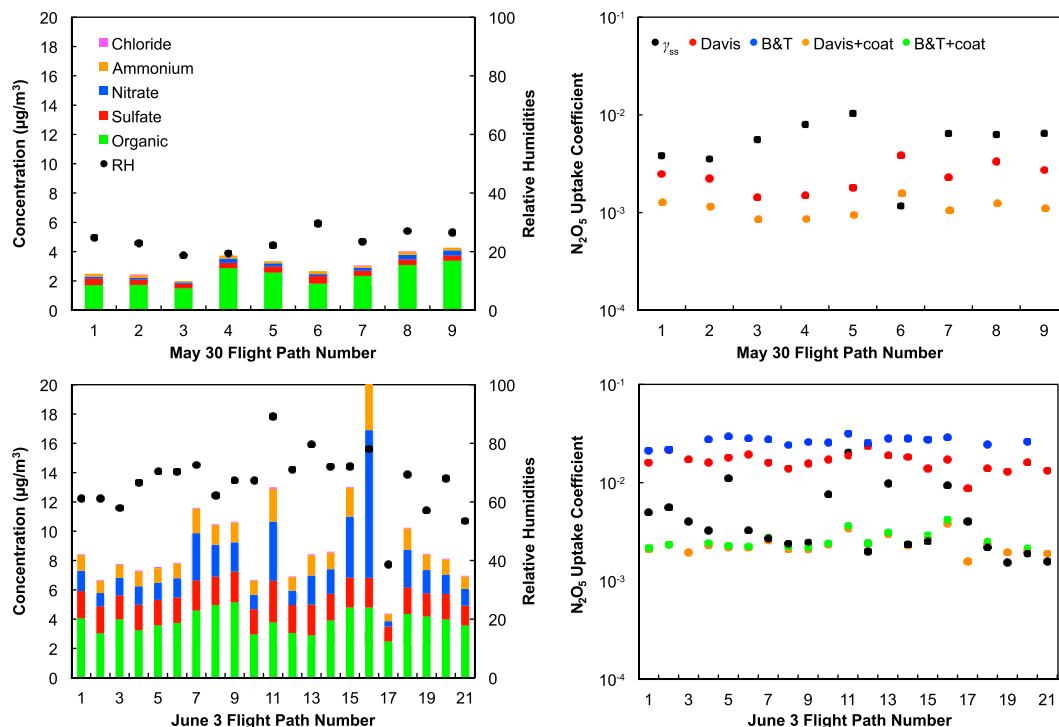 20
18
16
14
12
10
8
6
4
2
0
Concentration (µg/m³)
100
80
60
40
20
0
Relative Humidities
Chloride
Ammonium
Nitrate
Sulfate
Organic
RH
1 2 3 4 5 6 7 8 9
May 30 Flight Path Number
10⁻¹
10⁻²
10⁻³
10⁻⁴
N₂O₅ Uptake Coefficient
γss Davis B&T Davis+coat B&T+coat
1 2 3 4 5 6 7 8 9
May 30 Flight Path Number
20
18
16
14
12
10
8
6
4
2
0
Concentration (µg/m³)
100
80
60
40
20
0
Relative Humidities
1 3 5 7 9 11 13 15 17 19 21
June 3 Flight Path Number
10⁻¹
10⁻²
10⁻³
10⁻⁴
N₂O₅ Uptake Coefficient
1 3 5 7 9 11 13 15 17 19 21
June 3 Flight Path Number